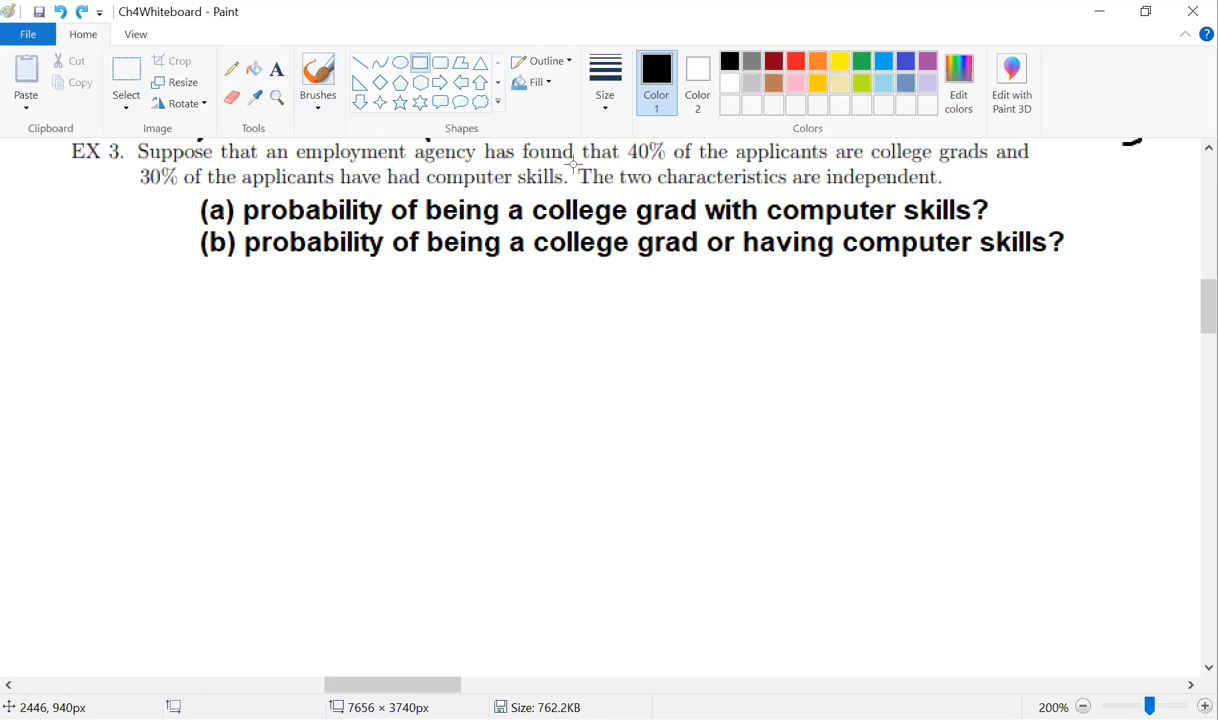 Ch4Whiteboard - Paint
File Home View
Paste
Cut
Copy
Clipboard
Select
Crop
Resize
Rotate
Image
A
Tools
Brushes
Shapes
Outline
Fill
Size
Color 1
Color 2
Edit colors
Colors
Edit with Paint 3D
?
EX 3. Suppose that an employment agency has found that 40% of the applicants are college grads and
30% of the applicants have had computer skills. The two characteristics are independent.
(a) probability of being a college grad with computer skills?
(b) probability of being a college grad or having computer skills?
2446, 940px 7656 × 3740px Size: 762.2KB 200%